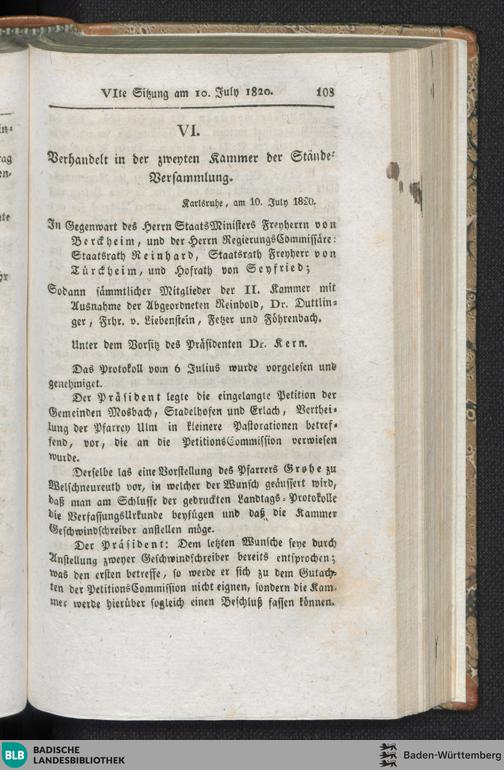 VIte Sitzung am 10. July 1820. 103
VI.
Verhandelt in der zweyten Kammer der Stände-
Versammlung.
Karlsruhe, am 10. July 1820.
In Gegenwart des Herrn StaatsMinisters Freyherrn von
Berckheim, und der Herrn RegierungsCommissäre:
Staatsrath Reinhard, Staatsrath Freyherr von
Türckheim, und Hofrath von Seyfried;
Sodann sämmtlicher Mitglieder der II. Kammer mit
Ausnahme der Abgeordneten Reinbold, Dr. Duttlin-
ger, Frhr. v. Liebenstein, Fetzer und Föhrenbach.
Unter dem Vorsitz des Präsidenten Dr. Kern.
Das Protokoll vom 6 Julius wurde vorgelesen und
genehmiget.
Der Präsident legte die eingelangte Petition der
Gemeinden Mosbach, Stadelhofen und Erlach, Verthei-
lung der Pfarrey Ulm in kleinere Pastorationen betref-
fend, vor, die an die PetitionsCommission verwiesen
wurde.
Derselbe las eine Vorstellung des Pfarrers Grohe zu
Welschneureuth vor, in welcher der Wunsch geäussert wird,
daß man am Schlusse der gedruckten Landtags-Protokolle
die VerfassungsUrkunde beyfügen und daß die Kammer
Geschwindschreiber anstellen möge.
Der Präsident: Dem letzten Wunsche seye durch
Anstellung zweyer Geschwindschreiber bereits entsprochen;
was den ersten betreffe, so werde er sich zu dem Gutach-
ten der PetitionsCommission nicht eignen, sondern die Kam-
mer werde hierüber sogleich einen Beschluß fassen können.
BLB
BADISCHE
LANDESBIBLIOTHEK
Baden-Württemberg